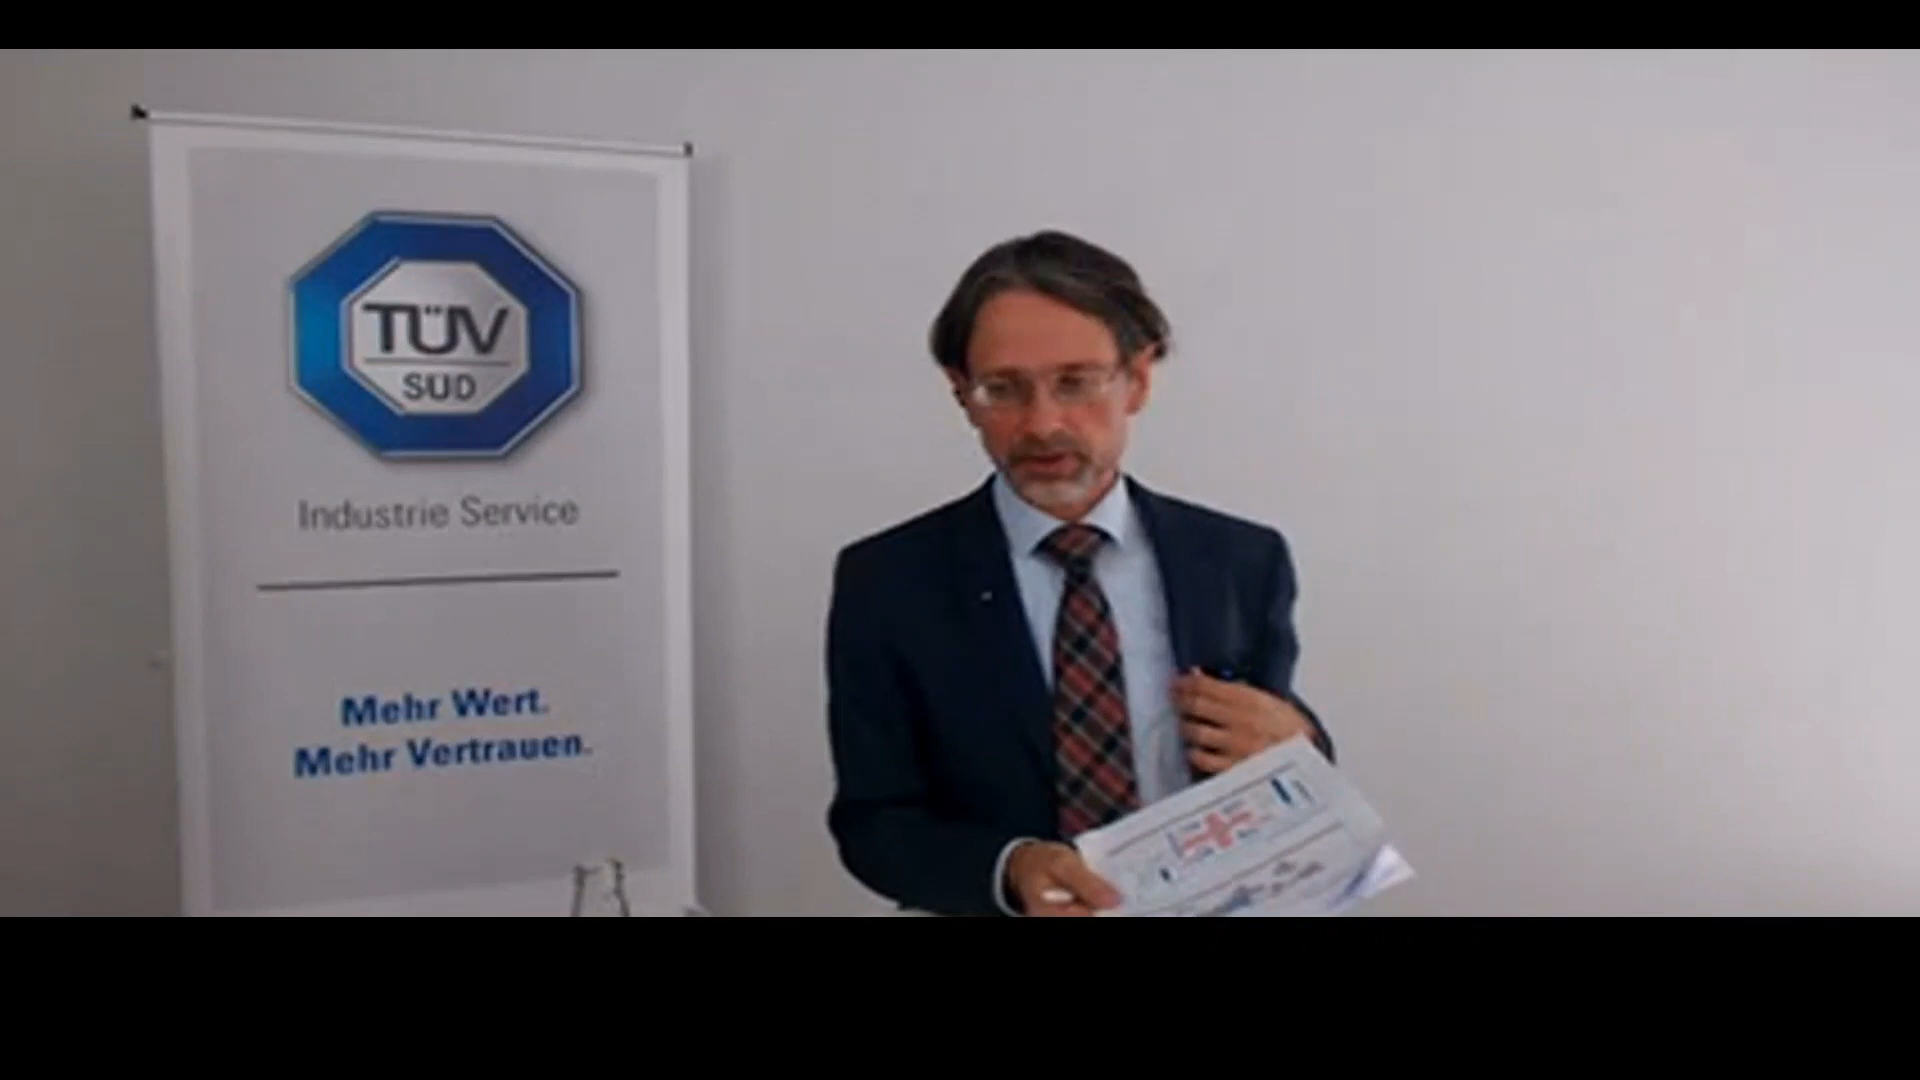 TÜV
SÜD
Industrie Service
Mehr Wert.
Mehr Vertrauen.